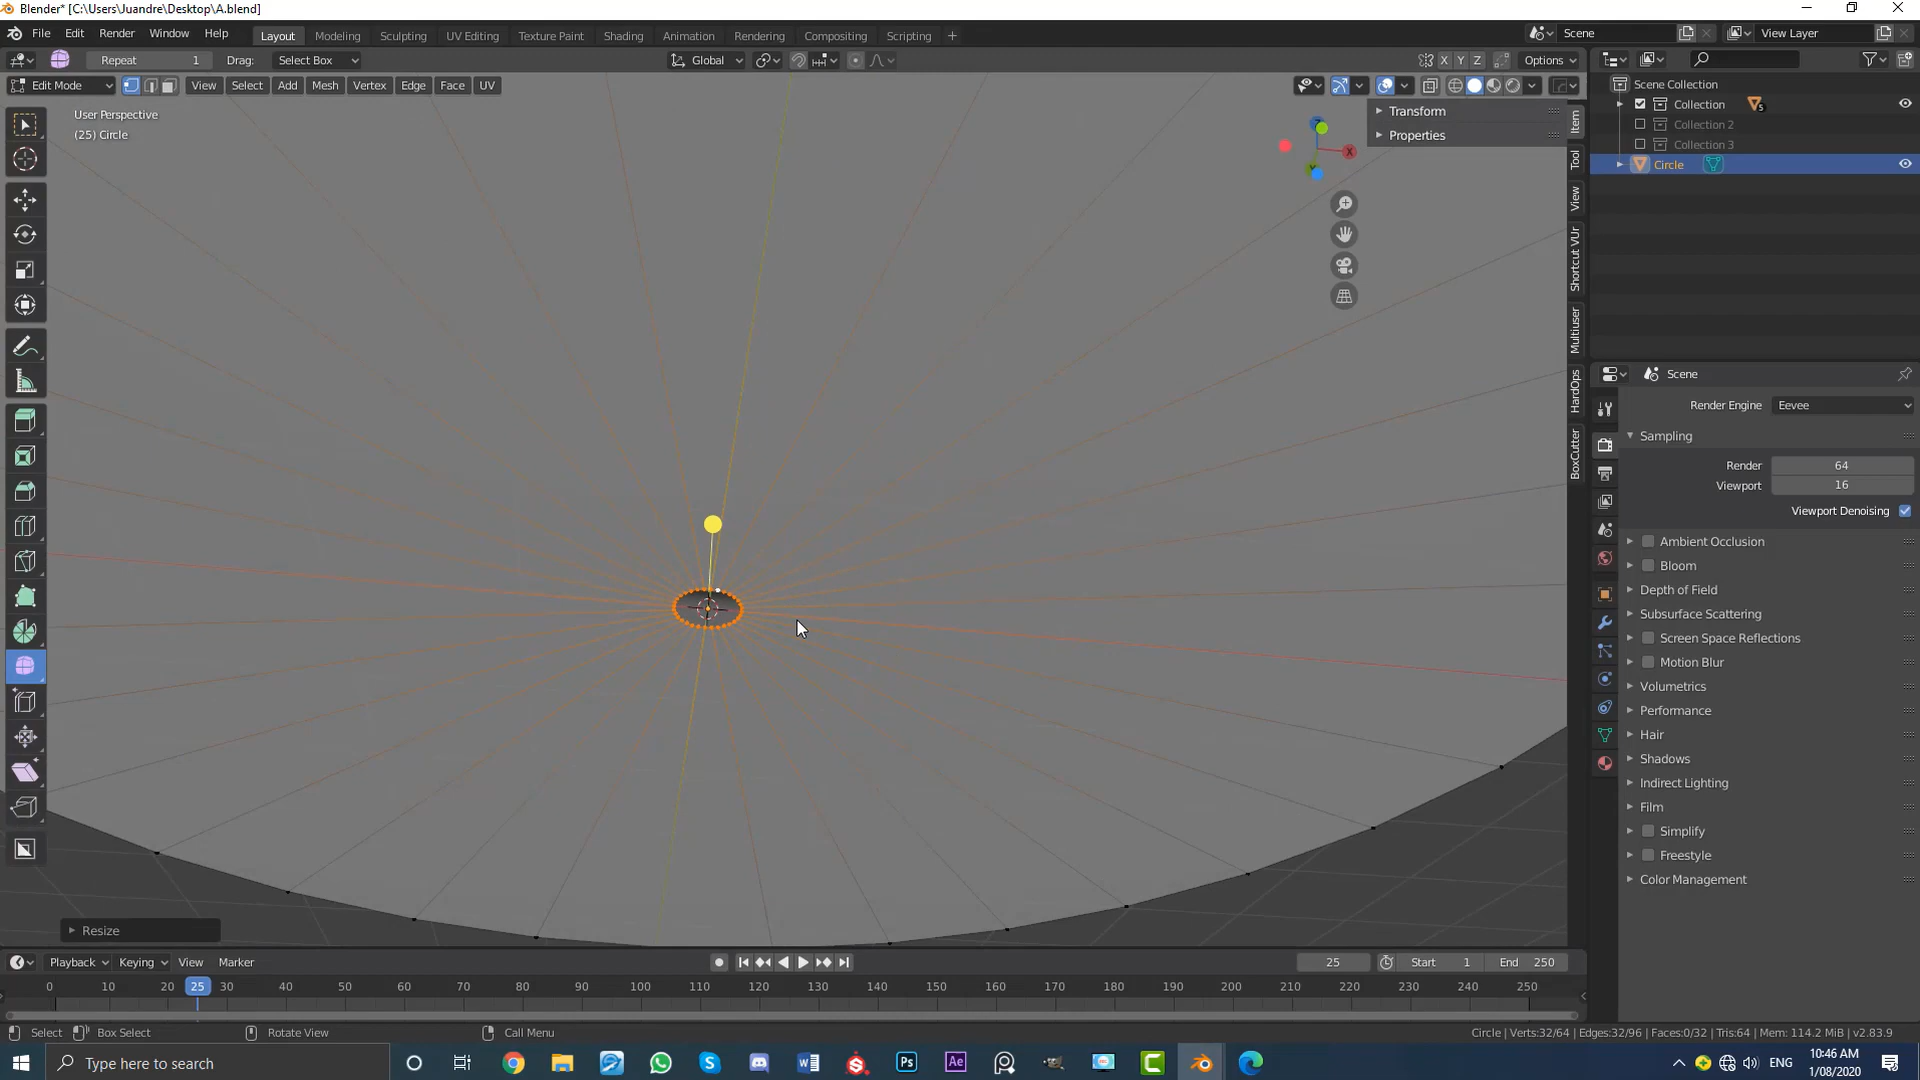 Blender* [C:\Users\Juandre\Desktop\A.blend]
File Edit Render Window Help Layout Modeling Sculpting UV Editing Texture Paint Shading Animation Rendering Compositing Scripting + Scene View Layer
Repeat 1 Drag: Select Box Global X Y Z Options
Edit Mode View Select Add Mesh Vertex Edge Face UV
User Perspective
(25) Circle
Transform
Properties
X
Item
Tool
View
Shortcut VUr
Multiuser
HardOps
BoxCutter
Scene Collection
Collection 5
Collection 2
Collection 3
Circle
Scene
Render Engine Eevee
Sampling
Render 64
Viewport 16
Viewport Denoising
Ambient Occlusion
Bloom
Depth of Field
Subsurface Scattering
Screen Space Reflections
Motion Blur
Volumetrics
Performance
Hair
Shadows
Indirect Lighting
Film
Simplify
Freestyle
Color Management
Resize
Playback Keying View Marker 25 Start 1 End 250
0 10 20 25 30 40 50 60 70 80 90 100 110 120 130 140 150 160 170 180 190 200 210 220 230 240 250
Select Box Select Rotate View Call Menu Circle | Verts:32/64 | Edges:32/96 | Faces:0/32 | Tris:64 | Mem: 114.2 MiB | v2.83.9
Type here to search ENG 10:46 AM
1/08/2020